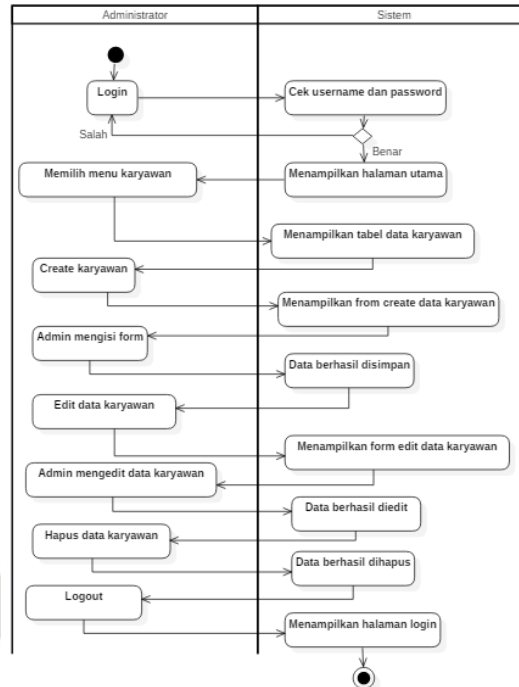 Administrator
Sistem
Login
Cek username dan password
Salah
Benar
Memilih menu karyawan
Menampilkan halaman utama
Menampilkan tabel data karyawan
Create karyawan
Menampilkan from create data karyawan
Admin mengisi form
Data berhasil disimpan
Edit data karyawan
Menampilkan form edit data karyawan
Admin mengedit data karyawan
Data berhasil diedit
Hapus data karyawan
Data berhasil dihapus
Logout
Menampilkan halaman login